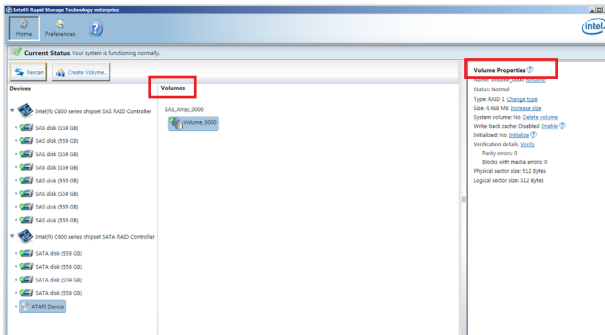 Intel® Rapid Storage Technology enterprise
Home
Preferences
?
intel
Current Status Your system is functioning normally.
Rescan
Create Volume...
Devices
Intel(R) C600 series chipset SAS RAID Controller
SAS disk (559 GB)
SAS disk (559 GB)
SAS disk (559 GB)
SAS disk (559 GB)
SAS disk (559 GB)
SAS disk (559 GB)
SAS disk (559 GB)
SAS disk (559 GB)
Intel(R) C600 series chipset SATA RAID Controller
SATA disk (559 GB)
SATA disk (559 GB)
SATA disk (559 GB)
SATA disk (559 GB)
ATAPI Device
Volumes
SAS_Array_0000
Volume_0000
Volume Properties ?
Name: Volume_0000 Rename
Status: Normal
Type: RAID 1 Change type
Size: 4,468 MB Increase size
System volume: No Delete volume
Write-back cache: Disabled Enable ?
Initialized: No Initialize ?
Verification details Verify
Parity errors: 0
Blocks with media errors: 0
Physical sector size: 512 Bytes
Logical sector size: 512 Bytes